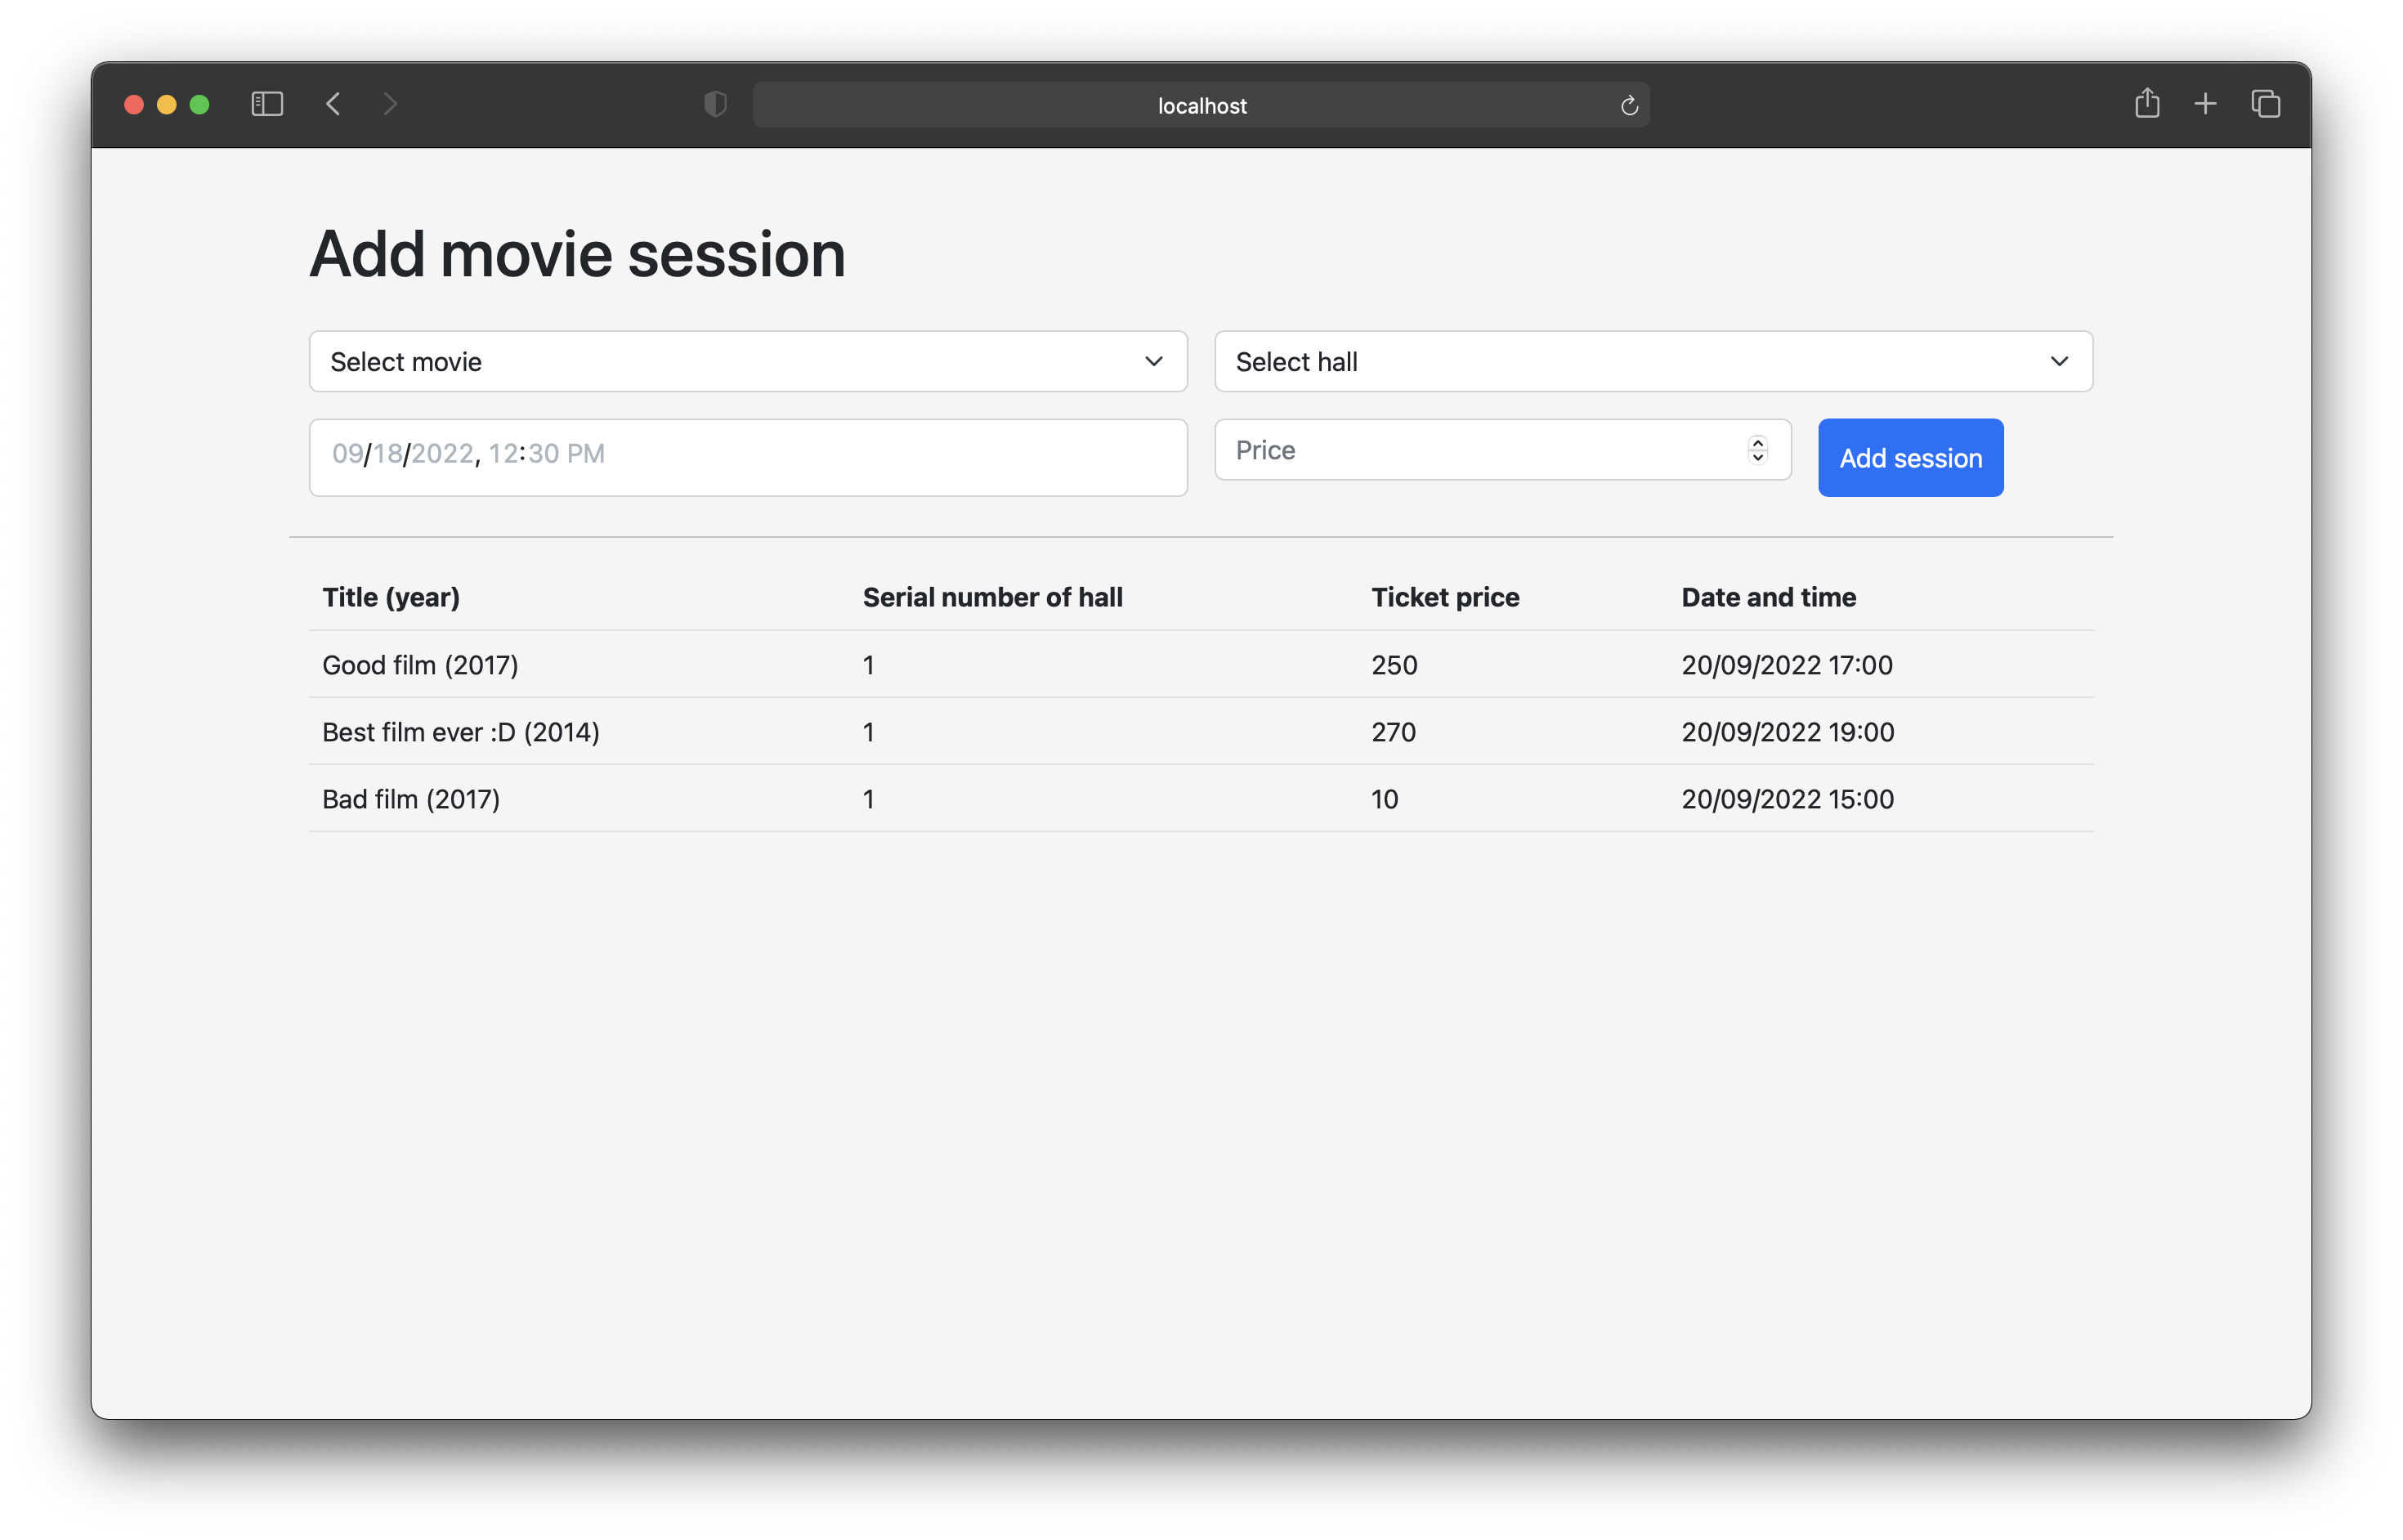 localhost
Add movie session
Select movie Select hall
09/18/2022, 12:30 PM Price Add session
Title (year) Serial number of hall Ticket price Date and time
Good film (2017) 1 250 20/09/2022 17:00
Best film ever :D (2014) 1 270 20/09/2022 19:00
Bad film (2017) 1 10 20/09/2022 15:00